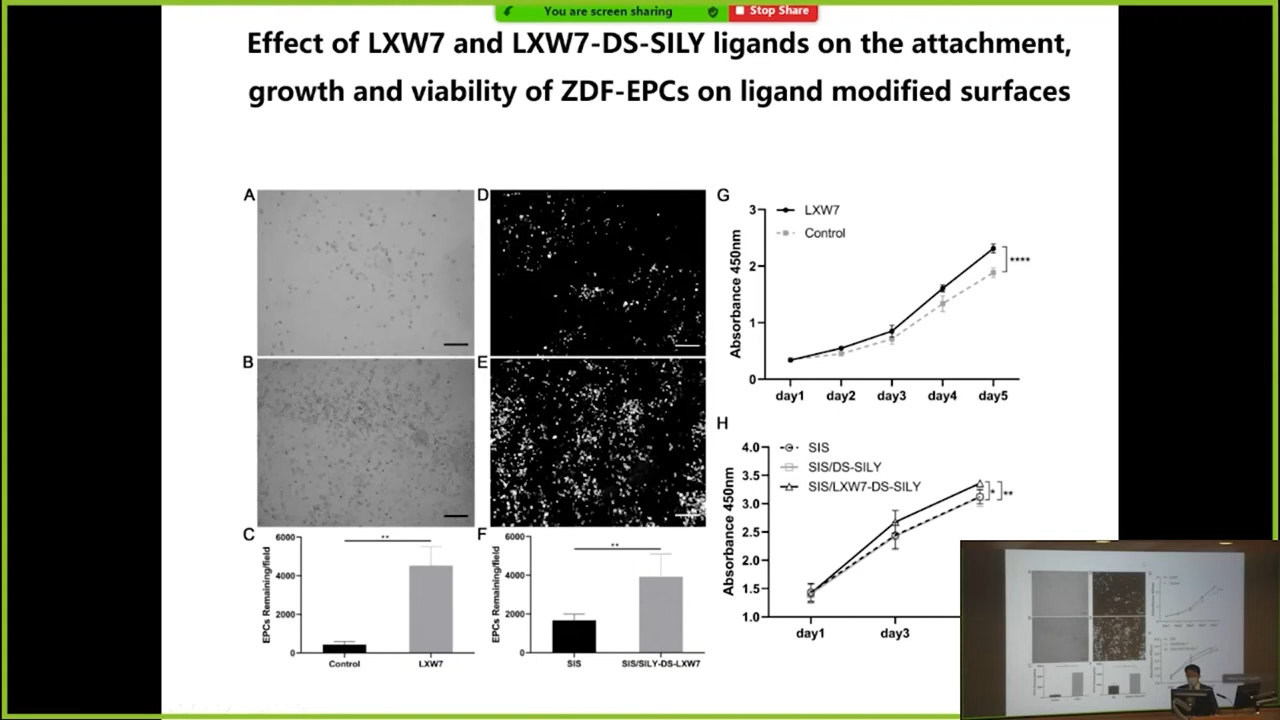 You are screen sharing
Stop Share
Effect of LXW7 and LXW7-DS-SILY ligands on the attachment,
growth and viability of ZDF-EPCs on ligand modified surfaces
A
D
B
E
C
EPCs Remaining/field
6000
4000
2000
0
**
Control
LXW7
F
EPCs Remaining/field
6000
4000
2000
0
**
SIS
SIS/SILY-DS-LXW7
G
LXW7
Control
Absorbance 450nm
3
2
1
0
****
day1
day2
day3
day4
day5
H
SIS
SIS/DS-SILY
SIS/LXW7-DS-SILY
Absorbance 450nm
4.0
3.5
3.0
2.5
2.0
1.5
1.0
*
**
day1
day3